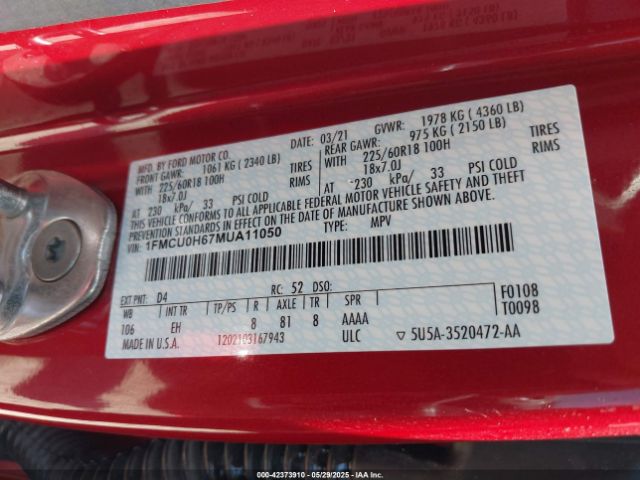 MFD. BY FORD MOTOR CO.
03/21
GVWR: 1978 KG (4360 LB)
FRONT GAWR: 1061 KG (2340 LB)
REAR GAWR: 975 KG (2150 LB)
WITH 225/60R18 100H TIRES
WITH 225/60R18 100H TIRES
18x7.0J RIMS
18x7.0J RIMS
AT 230 kPa/ 33 PSI COLD
AT 230 kPa/ 33 PSI COLD
THIS VEHICLE CONFORMS TO ALL APPLICABLE FEDERAL MOTOR VEHICLE SAFETY AND THEFT
PREVENTION STANDARDS IN EFFECT ON THE DATE OF MANUFACTURE SHOWN ABOVE.
VIN: 1FMCU0H67MUA11050
TYPE: MPV
EXT PNT: D4 RC: 52 DSO:
WB INT TR TP/PS R AXLE TR SPR
F0108
106 EH 8 81 8 AAAA
T0098
MADE IN U.S.A. 1202103167943 ULC ▽ 5U5A-3520472-AA
000-42373910 - 05/29/2025 - IAAI.COM